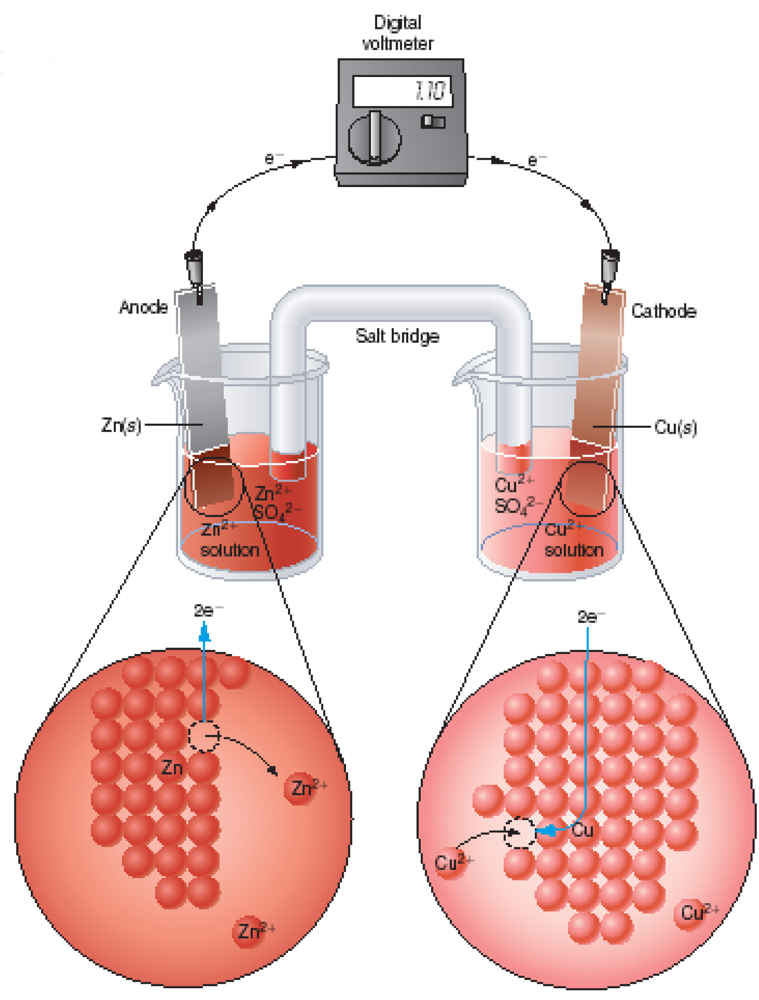 Digital
voltmeter
1.10
e⁻
e⁻
Anode
Cathode
Salt bridge
Zn(s)
Cu(s)
Zn²⁺
SO₄²⁻
Cu²⁺
SO₄²⁻
Zn²⁺
solution
Cu²⁺
solution
2e⁻
2e⁻
Zn
Zn²⁺
Cu
Cu²⁺
Cu²⁺
Zn²⁺